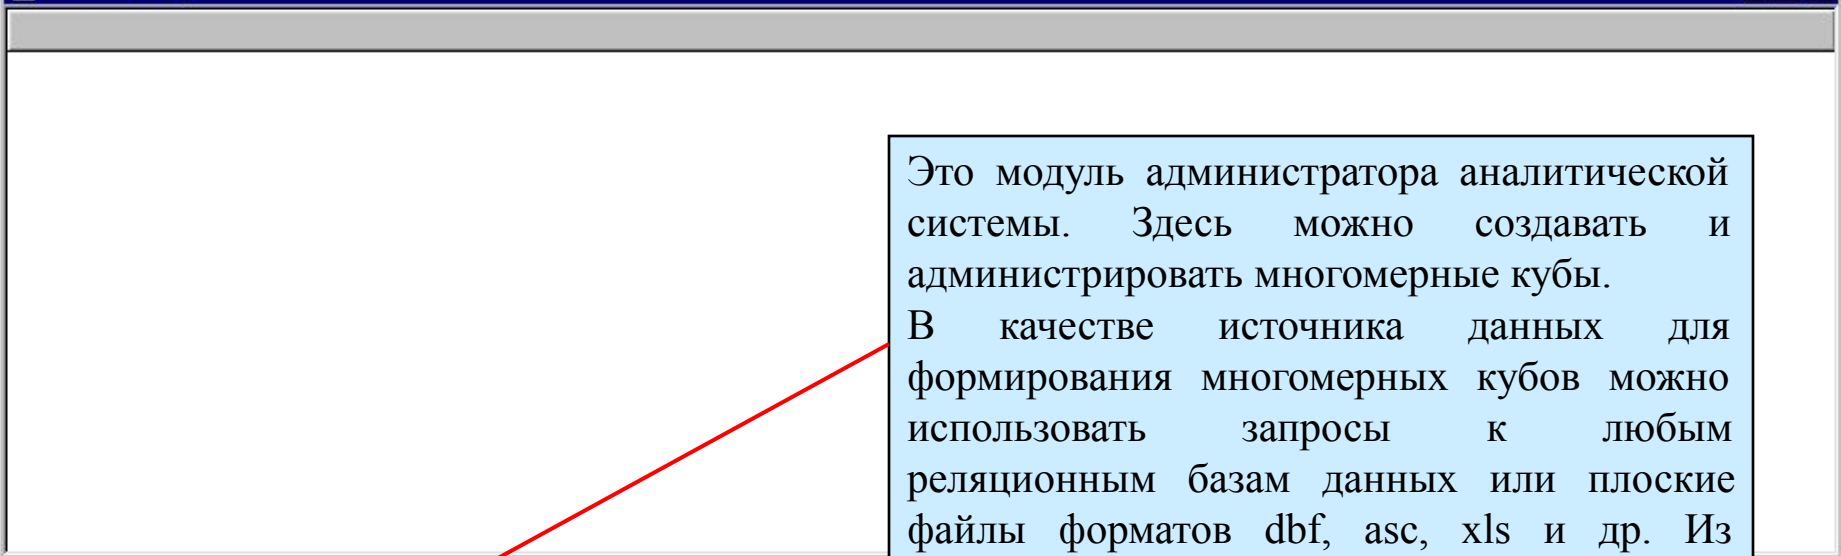 Это модуль администратора аналитической
системы. Здесь можно создавать и
администрировать многомерные кубы.
В качестве источника данных для
формирования многомерных кубов можно
использовать запросы к любым
реляционным базам данных или плоские
файлы форматов dbf, asc, xls и др. Из